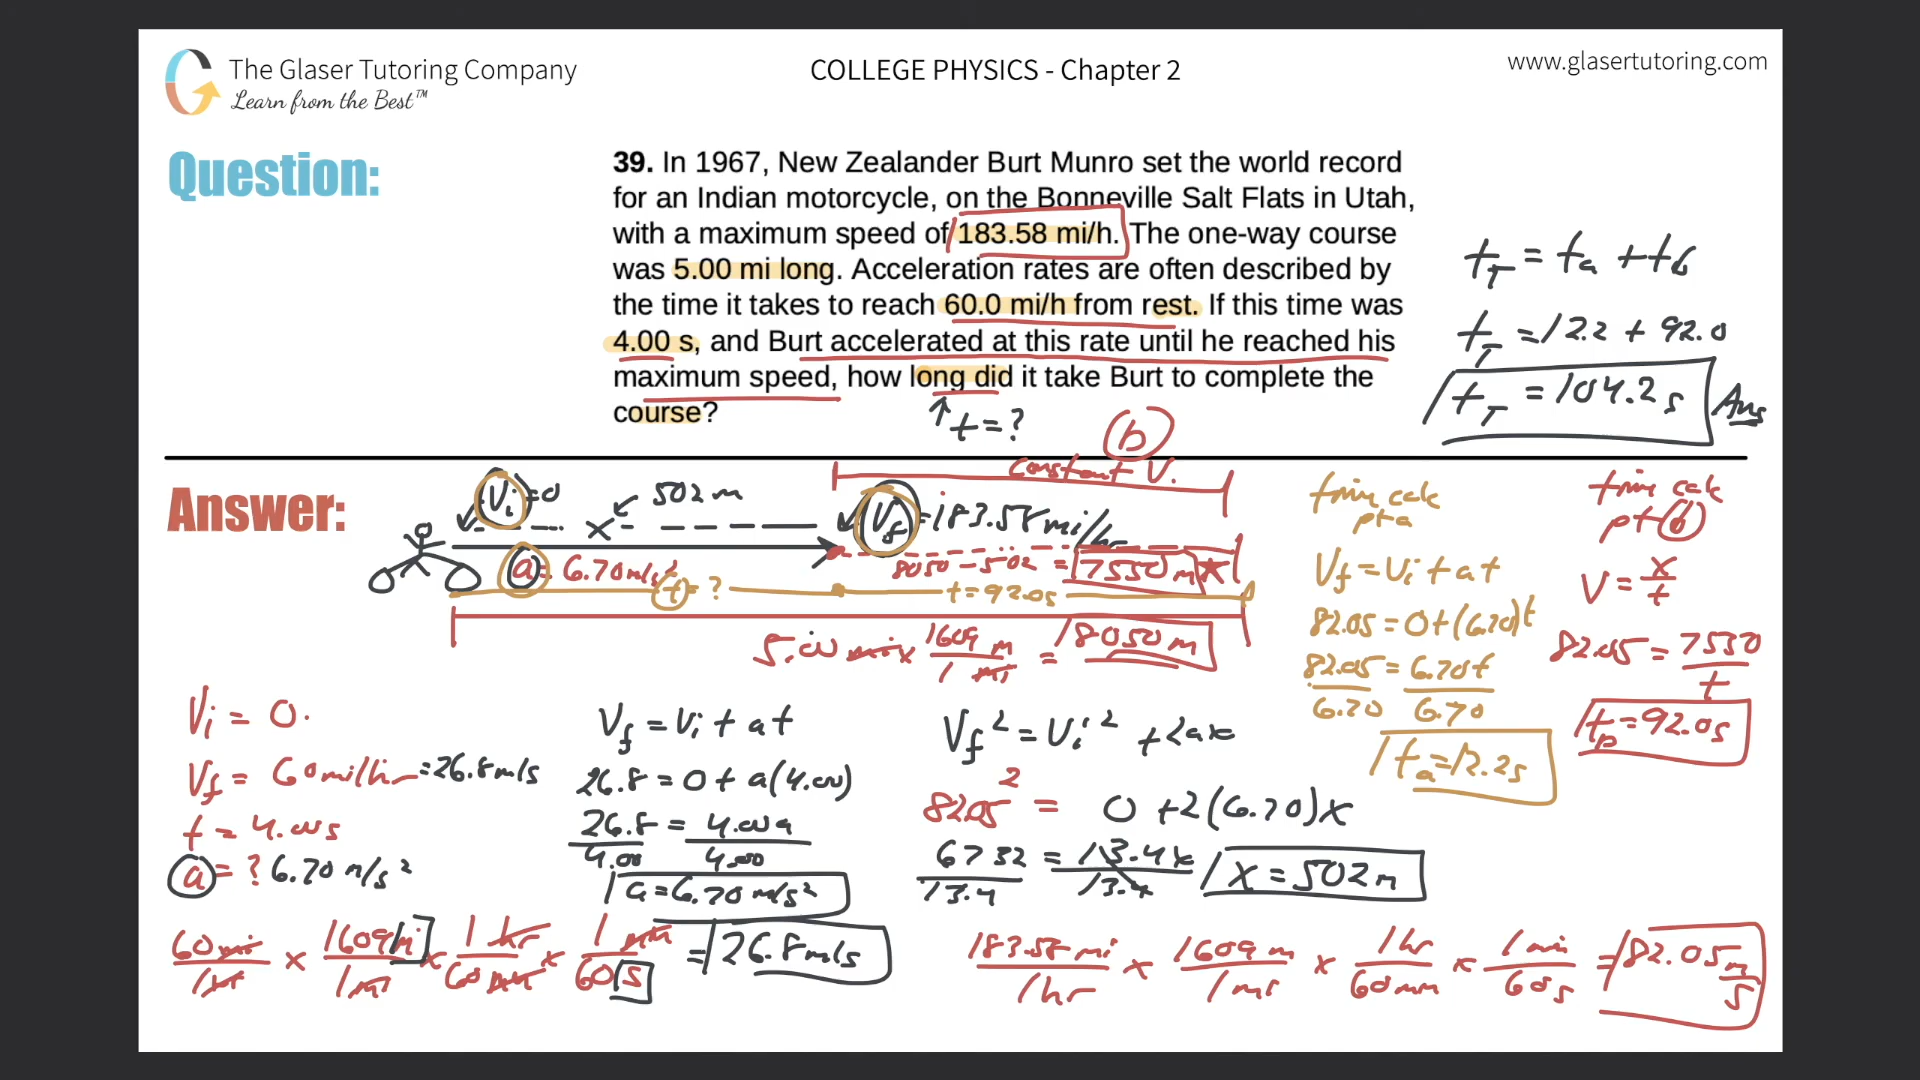 The Glaser Tutoring Company
Learn from the Best™
COLLEGE PHYSICS - Chapter 2
www.glasertutoring.com
Question:
39. In 1967, New Zealander Burt Munro set the world record
for an Indian motorcycle, on the Bonneville Salt Flats in Utah,
with a maximum speed of 183.58 mi/h. The one-way course
was 5.00 mi long. Acceleration rates are often described by
the time it takes to reach 60.0 mi/h from rest. If this time was
4.00 s, and Burt accelerated at this rate until he reached his
maximum speed, how long did it take Burt to complete the
course?
t = ?
tT = ta + tb
tT = 12.2 + 92.0
tT = 104.2 s Ans
Answer:
b
constant V.
Vi = 0
x
502 m
Vf = 183.58 mi/hr
a = 6.70 m/s²
8050 - 502 = 7550 m
t = ?
t = 92.0s
5.00 mi x 1609 m / 1 mi = 8050 m
Vi = 0
Vf = 60 mi/hr = 26.8 m/s
t = 4.00 s
a = ? 6.70 m/s²
60 mi / 1 hr x 1609 m / 1 mi x 1 hr / 60 min x 1 min / 60 s = 26.8 m/s
Vf = Vi + at
26.8 = 0 + a(4.00)
26.8 / 4.00 = 4.00a / 4.00
a = 6.70 m/s²
Vf² = Vi² + 2ax
82.05² = 0 + 2(6.70)x
6732 / 13.4 = 13.4x / 13.4
x = 502 m
183.58 mi / 1 hr x 1609 m / 1 mi x 1 hr / 60 min x 1 min / 60 s = 82.05 m/s
time calc
pt a
Vf = Vi + at
82.05 = 0 + (6.70)t
82.05 / 6.70 = 6.70t / 6.70
ta = 12.2s
time calc
pt b
V = x / t
82.05 = 7550 / t
tb = 92.0s